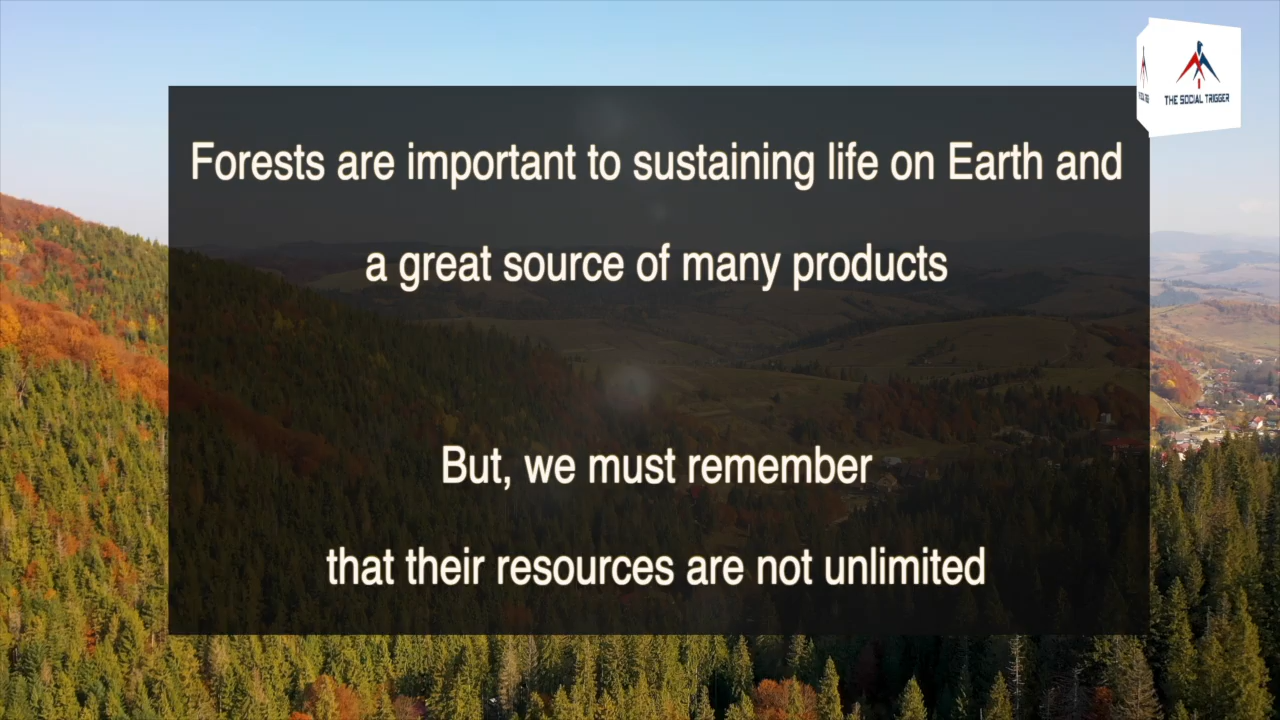 THE SOCIAL TRIGGER
Forests are important to sustaining life on Earth and
a great source of many products
But, we must remember
that their resources are not unlimited